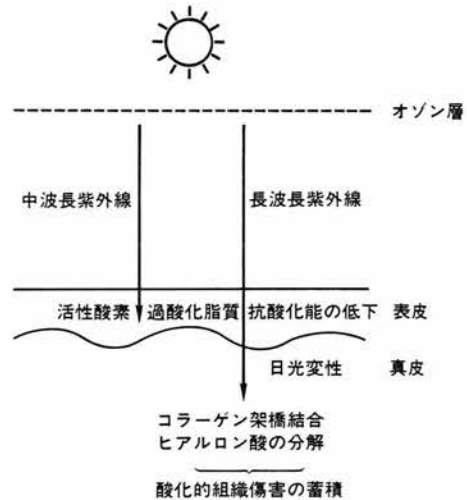 オゾン層
中波長紫外線 長波長紫外線
活性酸素 過酸化脂質 抗酸化能の低下 表皮
日光変性 真皮
コラーゲン架橋結合
ヒアルロン酸の分解
酸化的組織傷害の蓄積